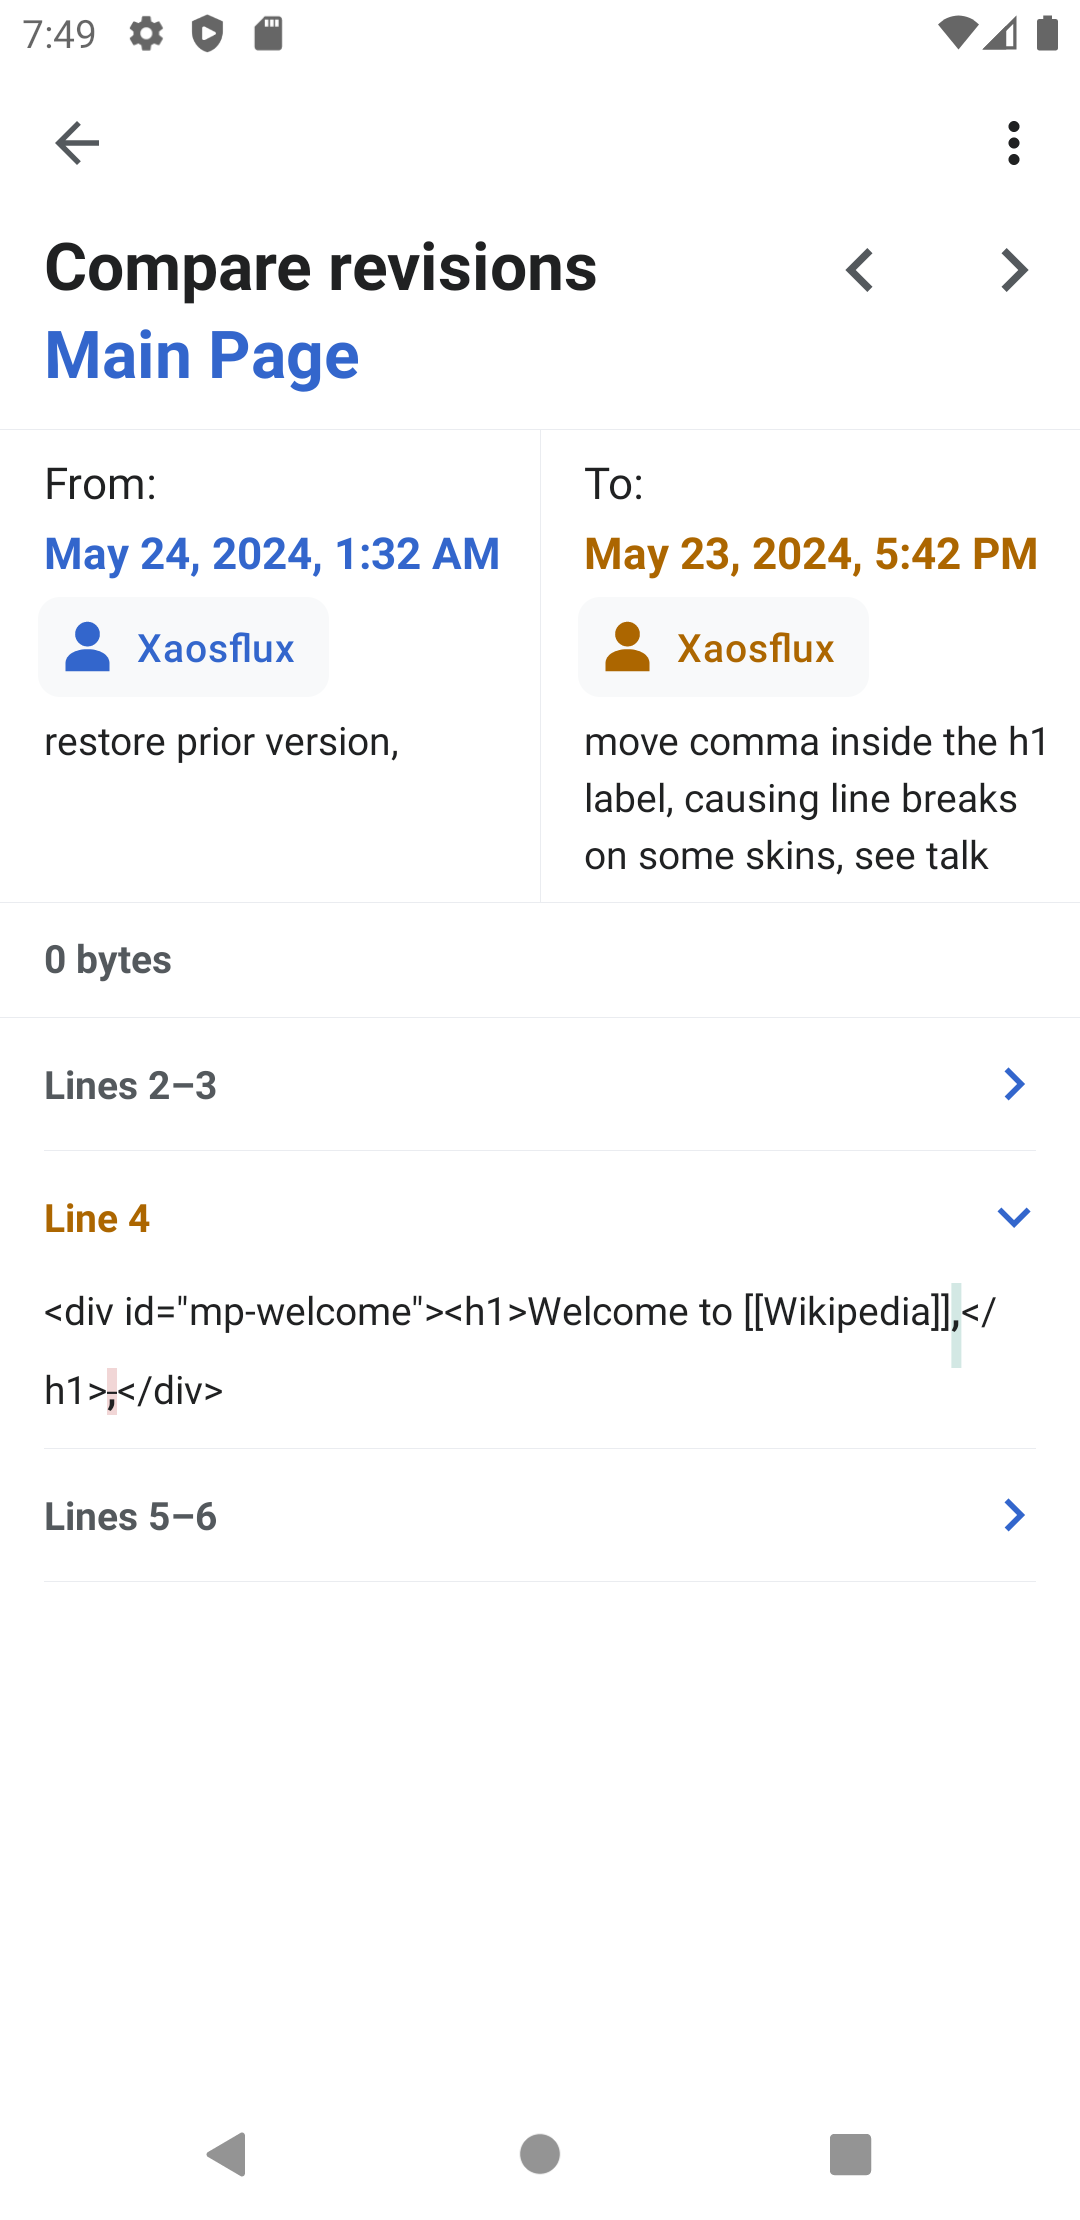 7:49
Compare revisions
Main Page
From:
May 24, 2024, 1:32 AM
Xaosflux
restore prior version,
To:
May 23, 2024, 5:42 PM
Xaosflux
move comma inside the h1
label, causing line breaks
on some skins, see talk
0 bytes
Lines 2–3
Line 4
<div id="mp-welcome"><h1>Welcome to [[Wikipedia]],</
h1>,</div>
Lines 5–6